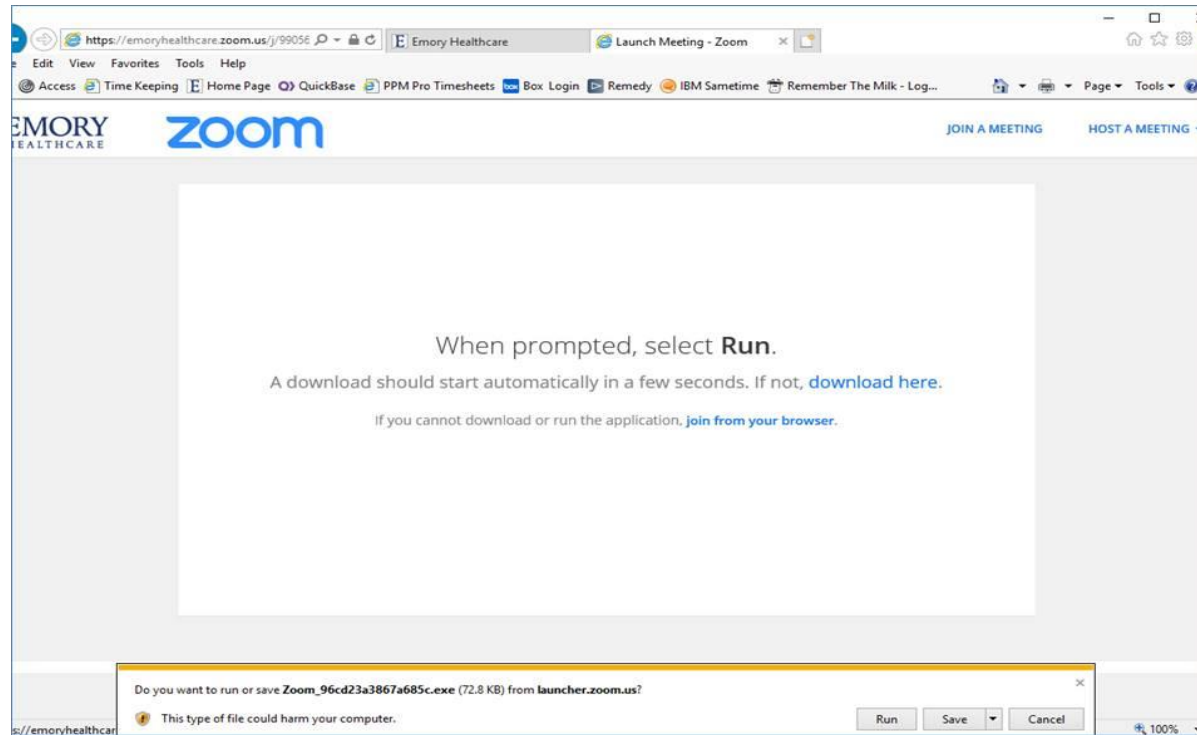 https://emoryhealthcare.zoom.us/j/99056 Emory Healthcare Launch Meeting - Zoom
Edit View Favorites Tools Help
Access Time Keeping Home Page QuickBase PPM Pro Timesheets box Box Login Remedy IBM Sametime Remember The Milk - Log... Page Tools
EMORY
HEALTHCARE
zoom
JOIN A MEETING HOST A MEETING
When prompted, select Run.
A download should start automatically in a few seconds. If not, download here.
If you cannot download or run the application, join from your browser.
Do you want to run or save Zoom_96cd23a3867a685c.exe (72.8 KB) from launcher.zoom.us?
This type of file could harm your computer.
Run Save Cancel
s://emoryhealthcar 100%